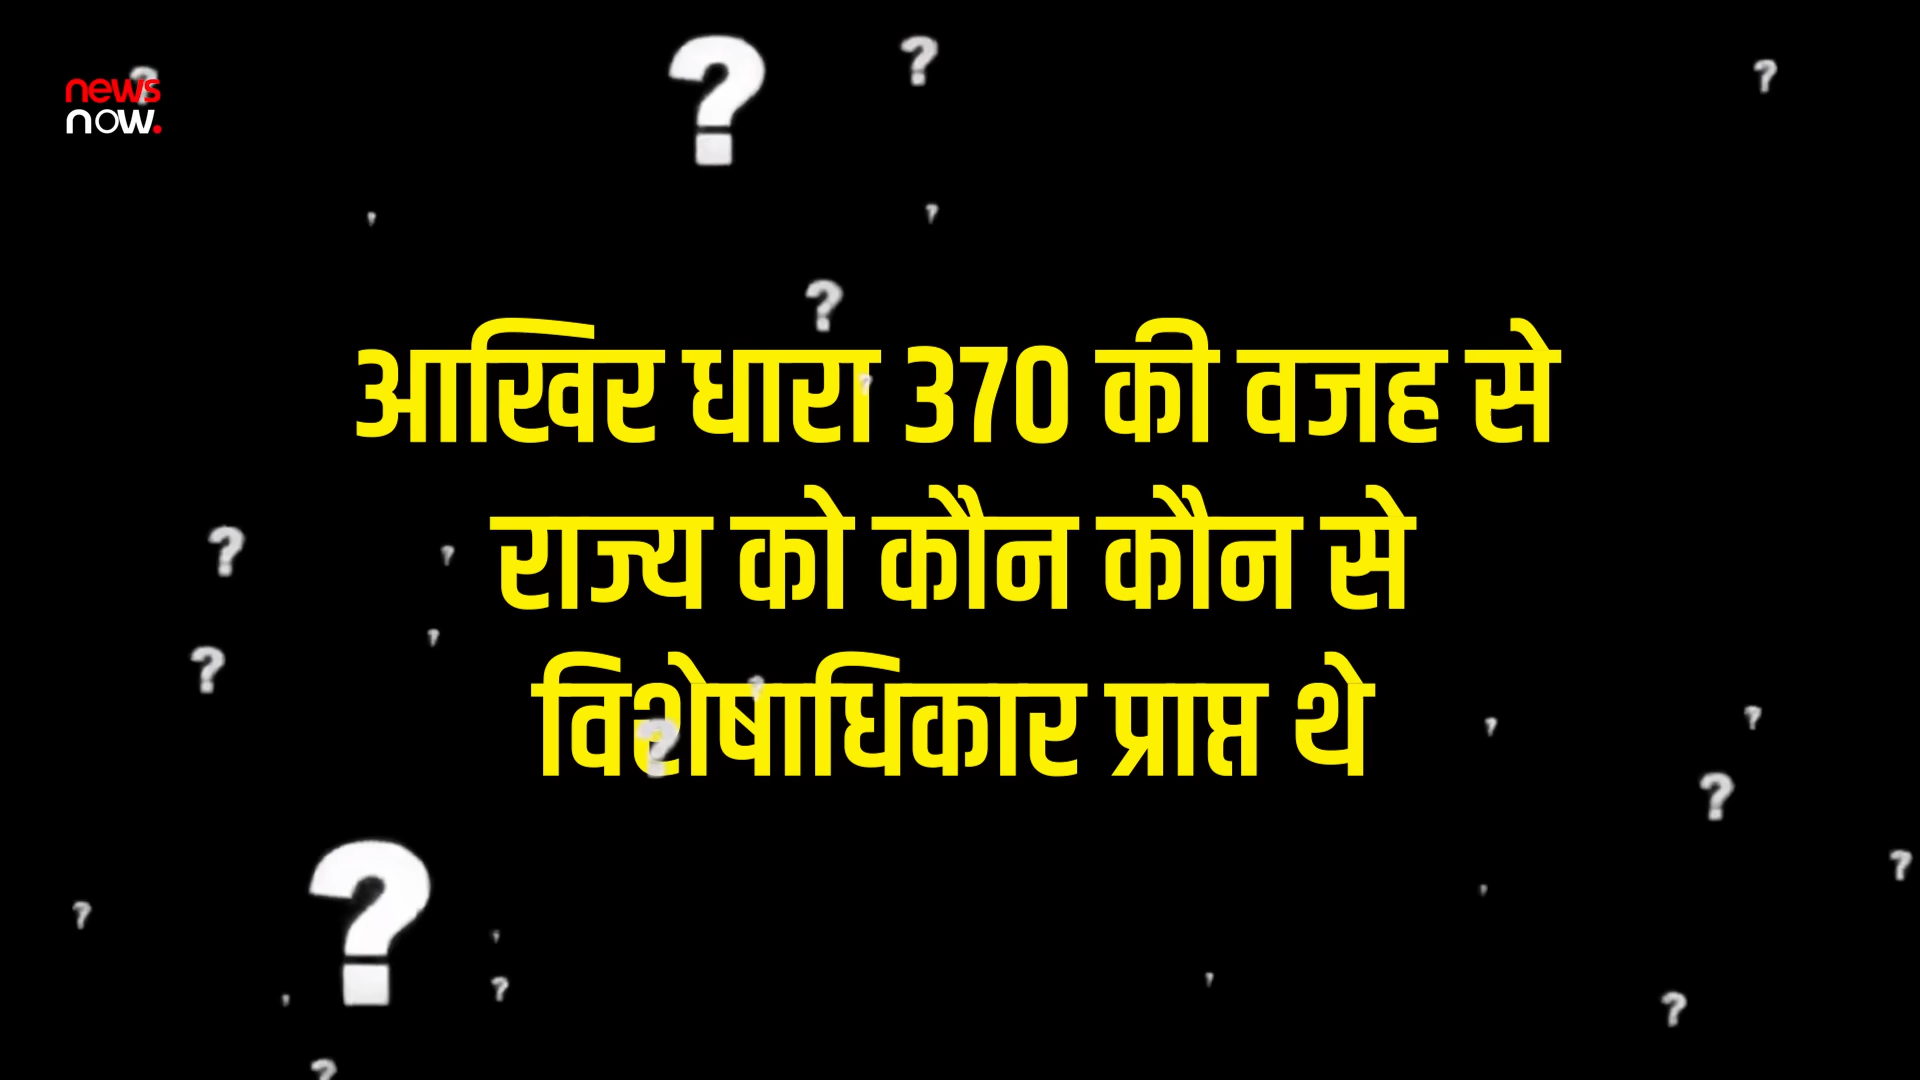 news
now.
आखिर धारा 370 की वजह से
राज्य को कौन कौन से
विशेषाधिकार प्राप्त थे